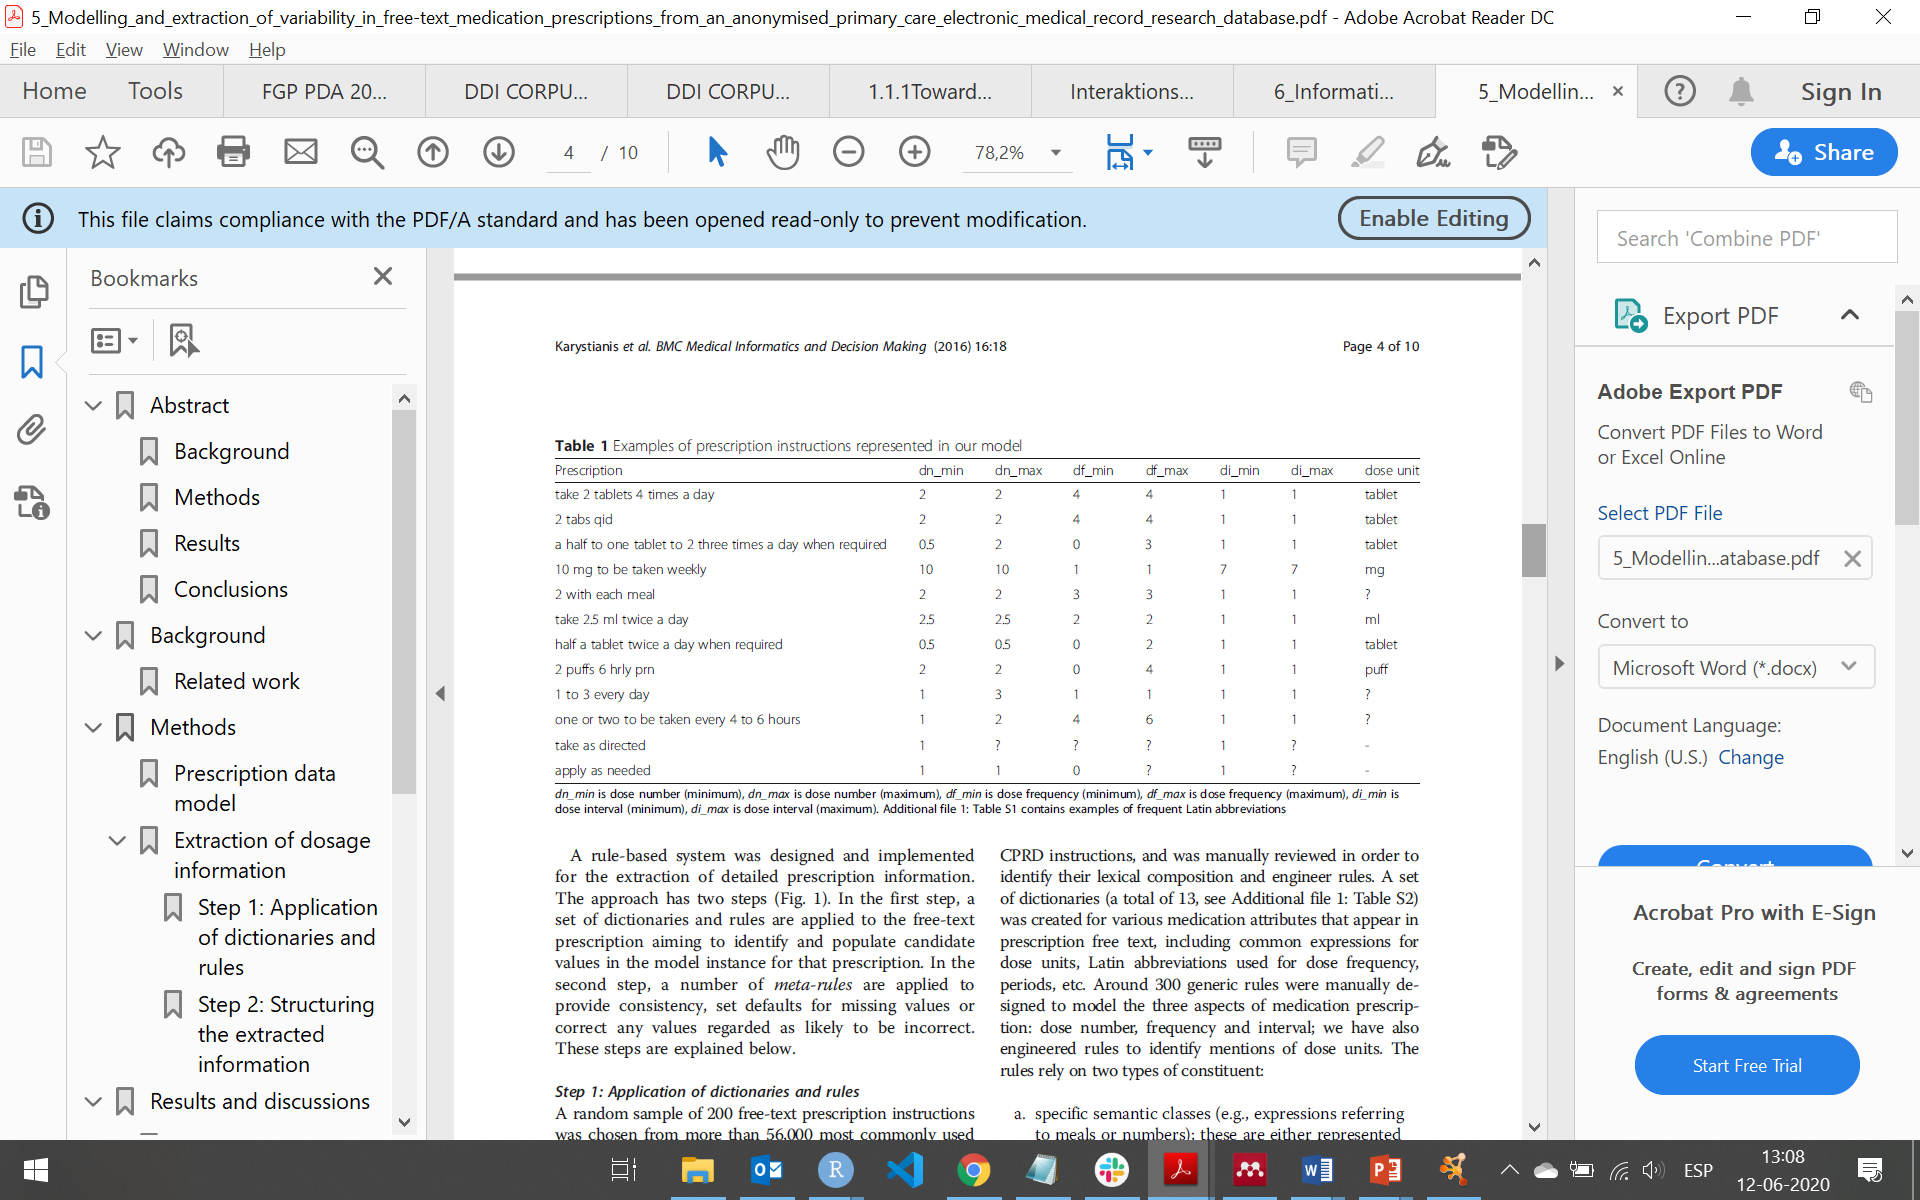 5_Modelling_and_extraction_of_variability_in_free-text_medication_prescriptions_from_an_anonymised_primary_care_electronic_medical_record_research_database.pdf - Adobe Acrobat Reader DC
File Edit View Window Help
Home Tools FGP PDA 20... DDI CORPU... DDI CORPU... 1.1.1Toward... Interaktions... 6_Informati... 5_Modellin... Sign In
4 / 10 78,2% Share
This file claims compliance with the PDF/A standard and has been opened read-only to prevent modification. Enable Editing
Bookmarks
Abstract
Background
Methods
Results
Conclusions
Background
Related work
Methods
Prescription data
model
Extraction of dosage
information
Step 1: Application
of dictionaries and
rules
Step 2: Structuring
the extracted
information
Results and discussions
Karystianis et al. BMC Medical Informatics and Decision Making (2016) 16:18 Page 4 of 10
Table 1 Examples of prescription instructions represented in our model
Prescription dn_min dn_max df_min df_max di_min di_max dose unit
take 2 tablets 4 times a day 2 2 4 4 1 1 tablet
2 tabs qid 2 2 4 4 1 1 tablet
a half to one tablet to 2 three times a day when required 0.5 2 0 3 1 1 tablet
10 mg to be taken weekly 10 10 1 1 7 7 mg
2 with each meal 2 2 3 3 1 1 ?
take 2.5 ml twice a day 2.5 2.5 2 2 1 1 ml
half a tablet twice a day when required 0.5 0.5 0 2 1 1 tablet
2 puffs 6 hrly prn 2 2 0 4 1 1 puff
1 to 3 every day 1 3 1 1 1 1 ?
one or two to be taken every 4 to 6 hours 1 2 4 6 1 1 ?
take as directed 1 ? ? ? 1 ? -
apply as needed 1 1 0 ? 1 ? -
dn_min is dose number (minimum), dn_max is dose number (maximum), df_min is dose frequency (minimum), df_max is dose frequency (maximum), di_min is
dose interval (minimum), di_max is dose interval (maximum). Additional file 1: Table S1 contains examples of frequent Latin abbreviations
A rule-based system was designed and implemented
for the extraction of detailed prescription information.
The approach has two steps (Fig. 1). In the first step, a
set of dictionaries and rules are applied to the free-text
prescription aiming to identify and populate candidate
values in the model instance for that prescription. In the
second step, a number of meta-rules are applied to
provide consistency, set defaults for missing values or
correct any values regarded as likely to be incorrect.
These steps are explained below.
Step 1: Application of dictionaries and rules
A random sample of 200 free-text prescription instructions
was chosen from more than 56,000 most commonly used
CPRD instructions, and was manually reviewed in order to
identify their lexical composition and engineer rules. A set
of dictionaries (a total of 13, see Additional file 1: Table S2)
was created for various medication attributes that appear in
prescription free text, including common expressions for
dose units, Latin abbreviations used for dose frequency,
periods, etc. Around 300 generic rules were manually de-
signed to model the three aspects of medication prescrip-
tion: dose number, frequency and interval; we have also
engineered rules to identify mentions of dose units. The
rules rely on two types of constituent:
a. specific semantic classes (e.g., expressions referring
to meals or numbers); these are either represented
Search 'Combine PDF'
Export PDF
Adobe Export PDF
Convert PDF Files to Word
or Excel Online
Select PDF File
5_Modellin...atabase.pdf
Convert to
Microsoft Word (*.docx)
Document Language:
English (U.S.) Change
Convert
Acrobat Pro with E-Sign
Create, edit and sign PDF
forms & agreements
Start Free Trial
ESP
13:08
12-06-2020